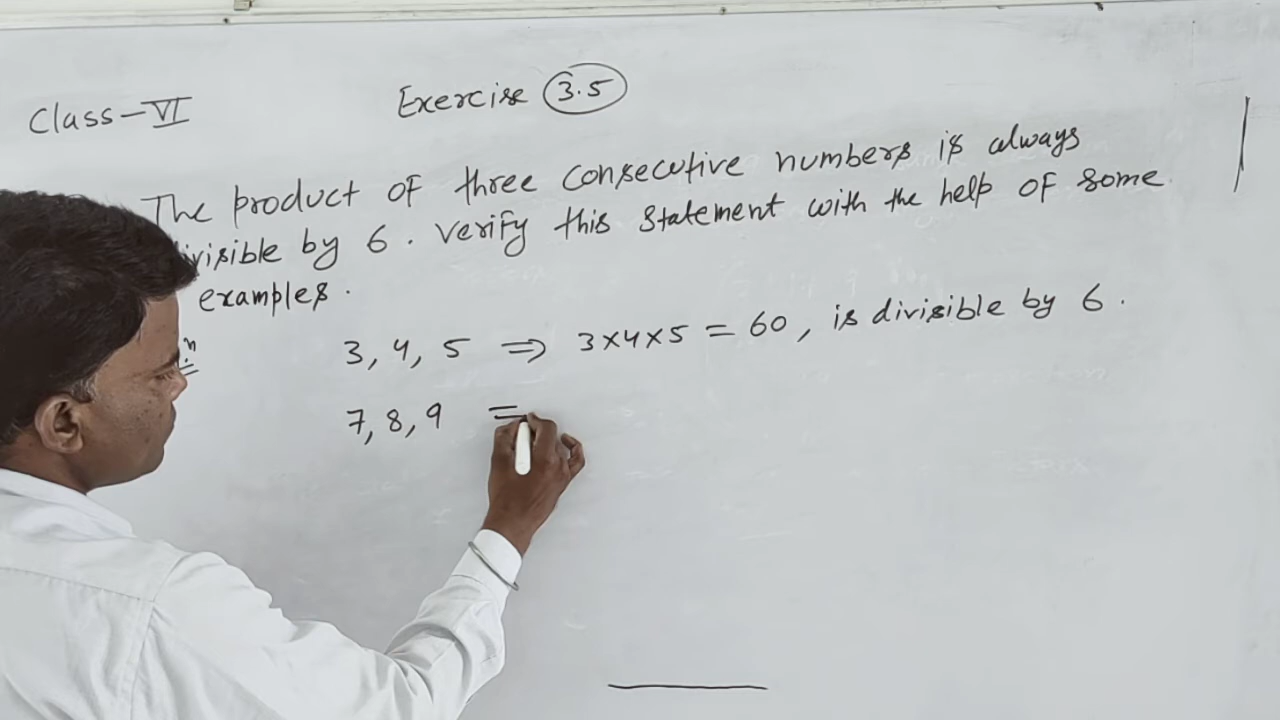 Class-VI
Exercise 3.5
The product of three consecutive numbers is always
by 6. verify this statement with the help of some
examples.
3, 4, 5 ⇒ 3×4×5 = 60, is divisible by 6.
7, 8, 9 =